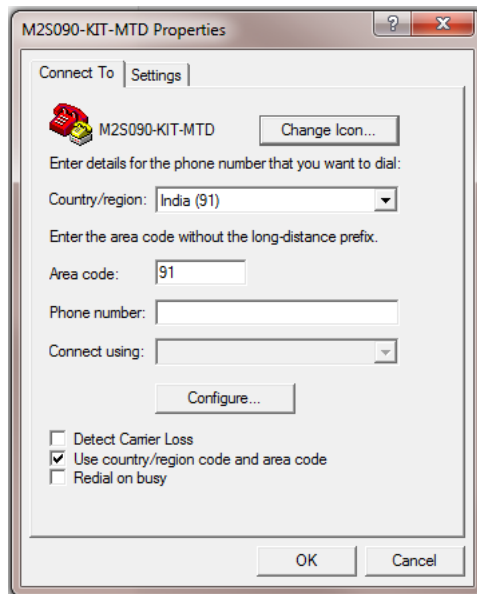 M2S090-KIT-MTD Properties
?
Connect To
Settings
M2S090-KIT-MTD
Change Icon...
Enter details for the phone number that you want to dial:
Country/region: India (91)
Enter the area code without the long-distance prefix.
Area code: 91
Phone number:
Connect using:
Configure...
Detect Carrier Loss
Use country/region code and area code
Redial on busy
OK Cancel